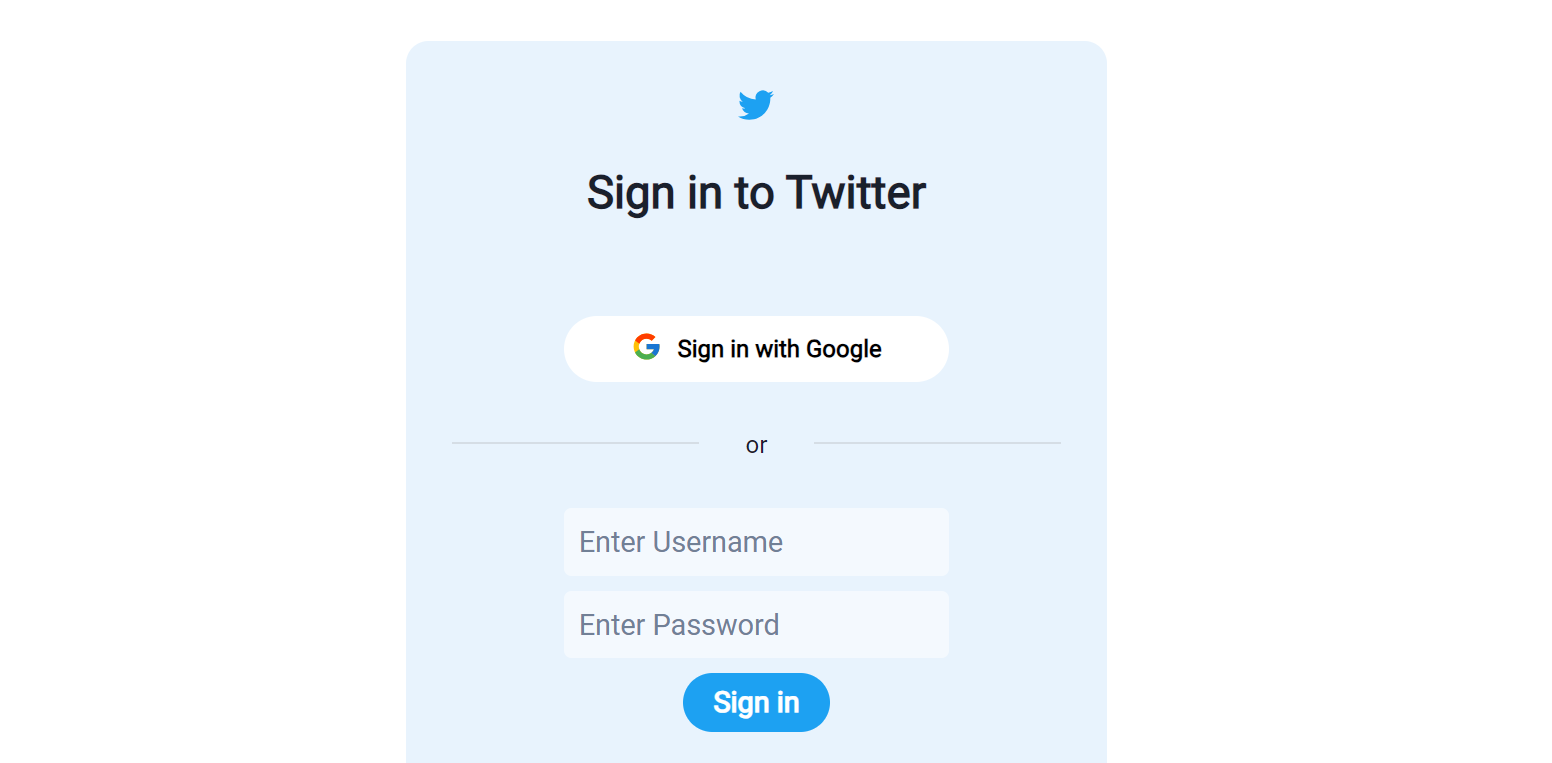 Sign in to Twitter
Sign in with Google
or
Enter Username
Enter Password
Sign in